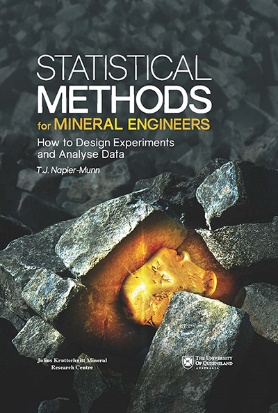 STATISTICAL
METHODS
for MINERAL ENGINEERS
How to Design Experiments
and Analyse Data
T.J. Napier-Munn
Julius Kruttschnitt Mineral
Research Centre
THE UNIVERSITY
OF QUEENSLAND
AUSTRALIA